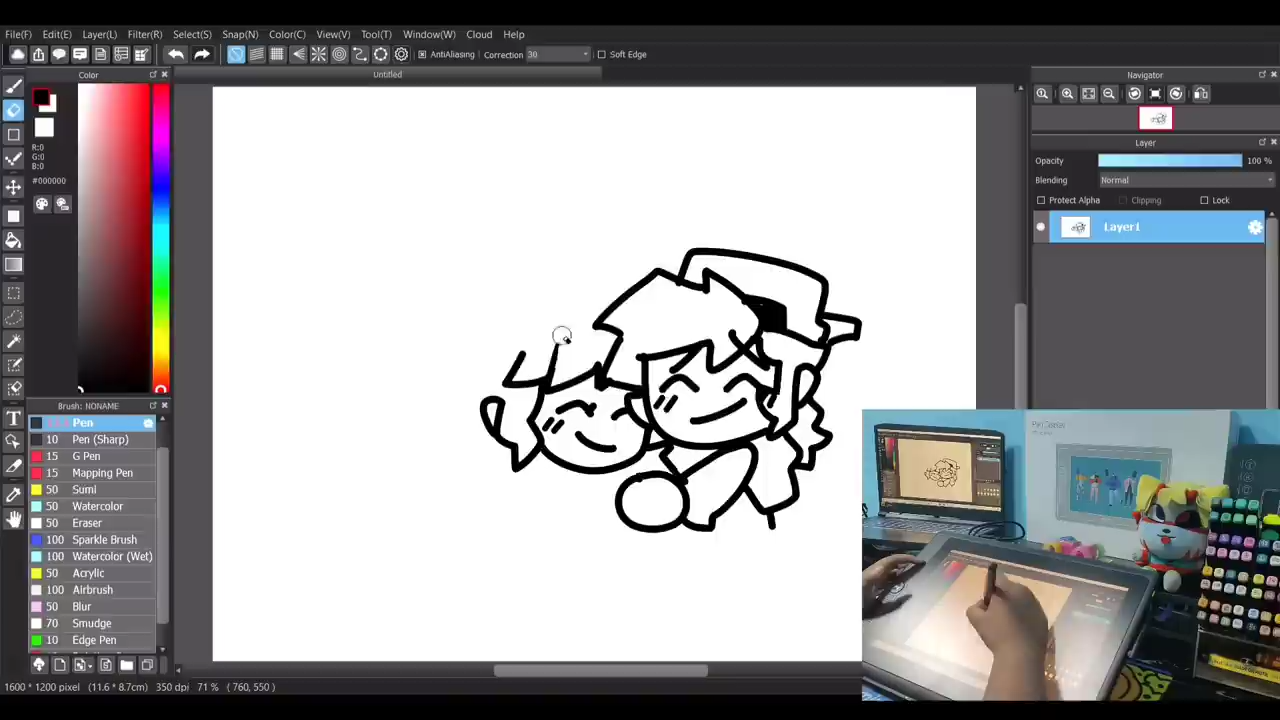 File(F) Edit(E) Layer(L) Filter(R) Select(S) Snap(N) Color(C) View(V) Tool(T) Window(W) Cloud Help
AntiAliasing Correction 30 Soft Edge
Untitled
Color
R:0
G:0
B:0
#000000
Brush: NONAME
Pen
10 Pen (Sharp)
15 G Pen
15 Mapping Pen
50 Sumi
50 Watercolor
50 Eraser
100 Sparkle Brush
100 Watercolor (Wet)
50 Acrylic
100 Airbrush
50 Blur
70 Smudge
10 Edge Pen
1600 * 1200 pixel (11.6 * 8.7cm) 350 dpi 71 % ( 760, 550 )
Navigator
Layer
Opacity 100 %
Blending Normal
Protect Alpha Clipping Lock
Layer1